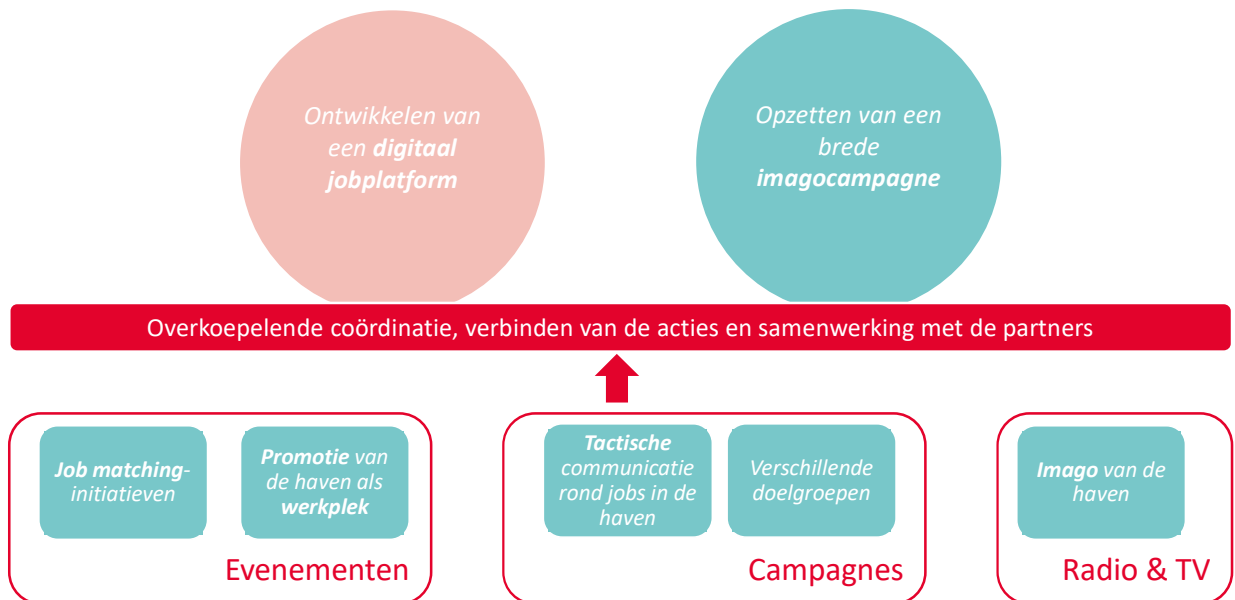 Ontwikkelen van
een digitaal
jobplatform
Opzetten van een
brede
imagocampagne
Overkoepelende coördinatie, verbinden van de acties en samenwerking met de partners
Job matching-
initiatieven
Promotie van
de haven als
werkplek
Evenementen
Tactische
communicatie
rond jobs in de
haven
Verschillende
doelgroepen
Campagnes
Imago van de
haven
Radio & TV